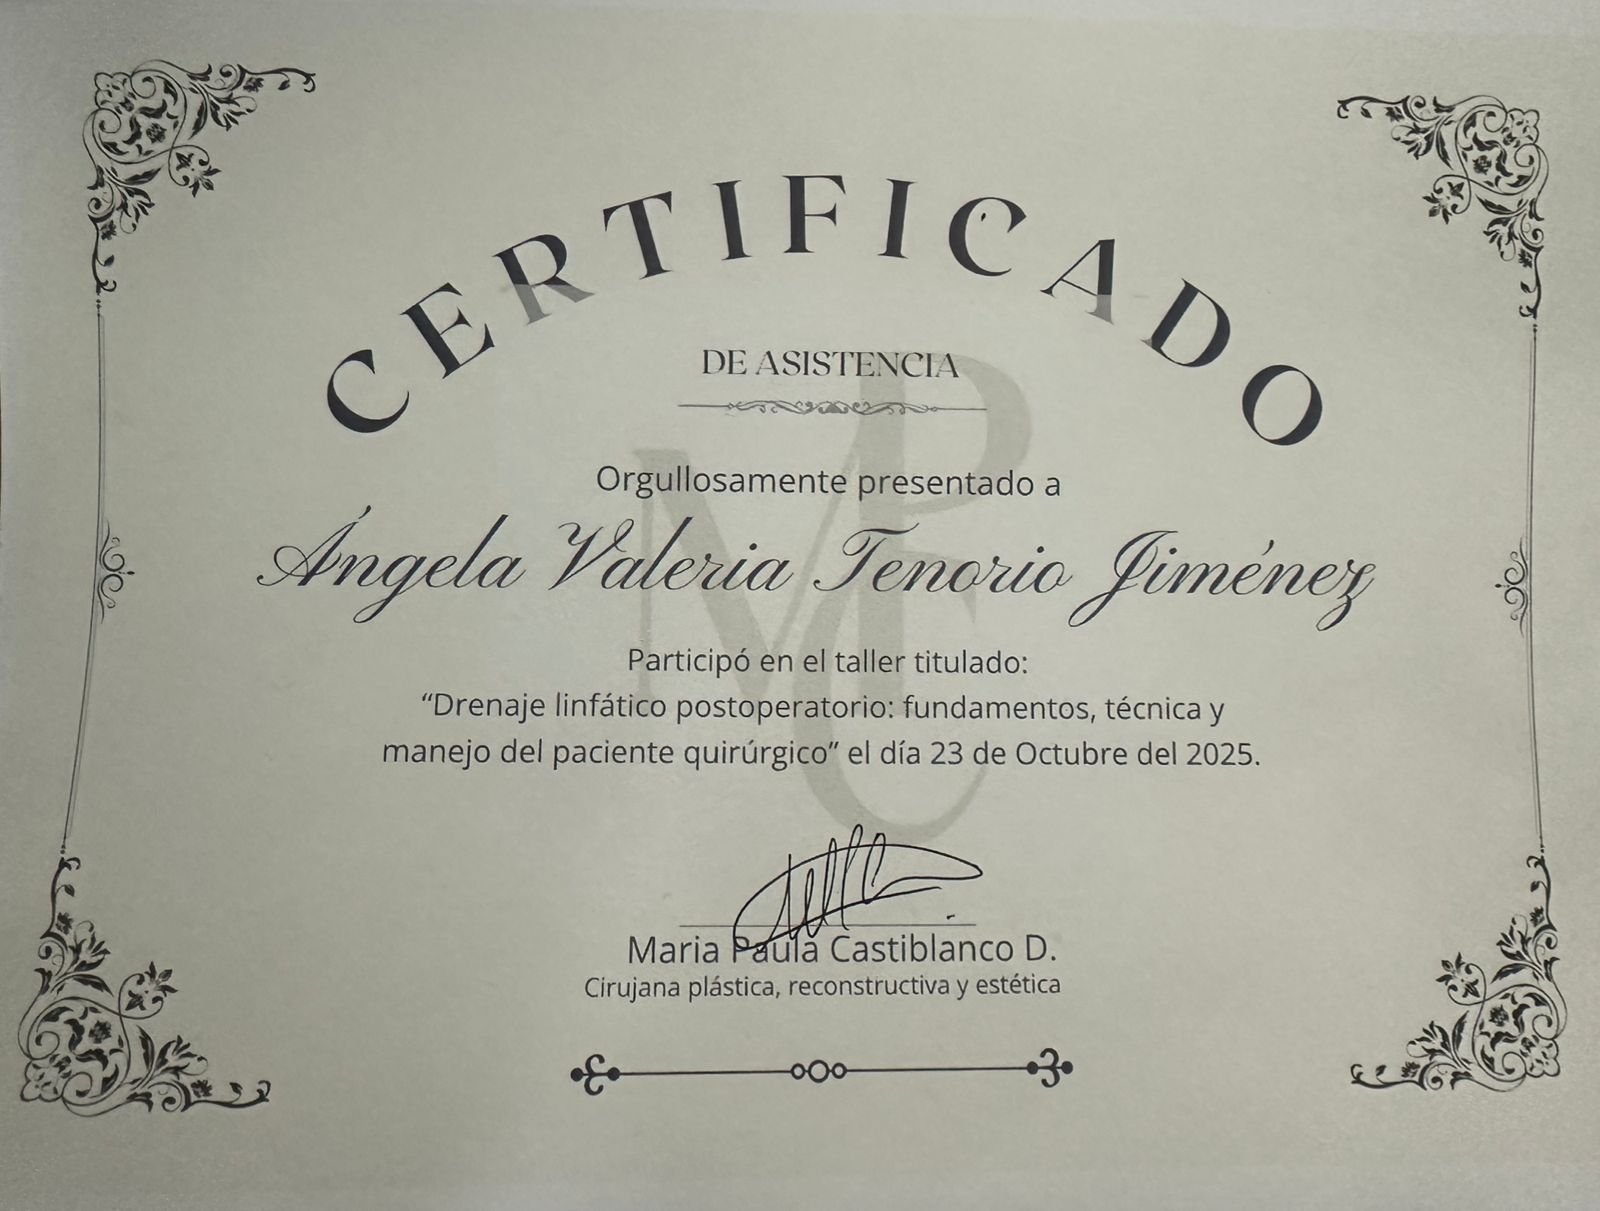 CERTIFICADO
DE ASISTENCIA
Orgullosamente presentado a
Ángela Valeria Tenorio Jiménez
Participó en el taller titulado:
“Drenaje linfático postoperatorio: fundamentos, técnica y
manejo del paciente quirúrgico” el día 23 de Octubre del 2025.
Maria Paula Castiblanco D.
Cirujana plástica, reconstructiva y estética